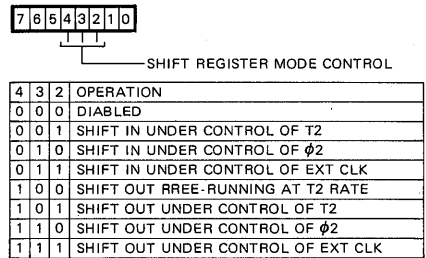 7 6 5 4 3 2 1 0
SHIFT REGISTER MODE CONTROL
4 3 2 OPERATION
0 0 0 DIABLED
0 0 1 SHIFT IN UNDER CONTROL OF T2
0 1 0 SHIFT IN UNDER CONTROL OF ϕ2
0 1 1 SHIFT IN UNDER CONTROL OF EXT CLK
1 0 0 SHIFT OUT RREE-RUNNING AT T2 RATE
1 0 1 SHIFT OUT UNDER CONTROL OF T2
1 1 0 SHIFT OUT UNDER CONTROL OF ϕ2
1 1 1 SHIFT OUT UNDER CONTROL OF EXT CLK